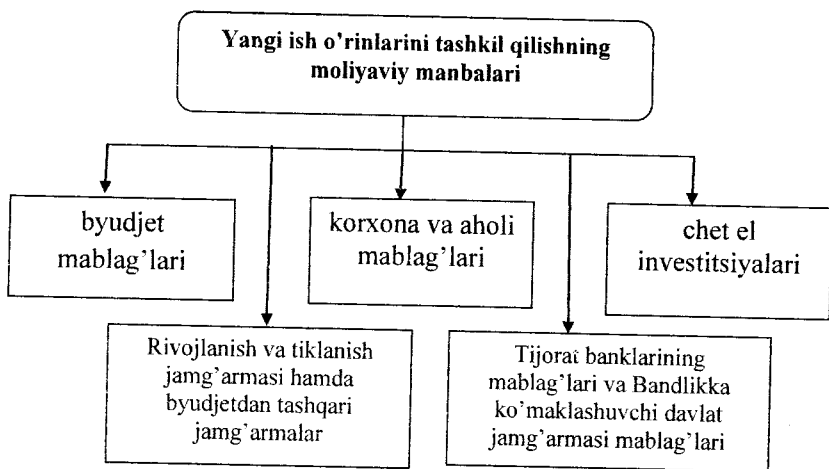 Yangi ish o'rinlarini tashkil qilishning
moliyaviy manbalari
byudjet
mablag'lari
korxona va aholi
mablag'lari
chet el
investitsiyalari
Rivojlanish va tiklanish
jamg'armasi hamda
byudjetdan tashqari
jamg'armalar
Tijorat banklarining
mablag'lari va Bandlikka
ko'maklashuvchi davlat
jamg'armasi mablag'lari